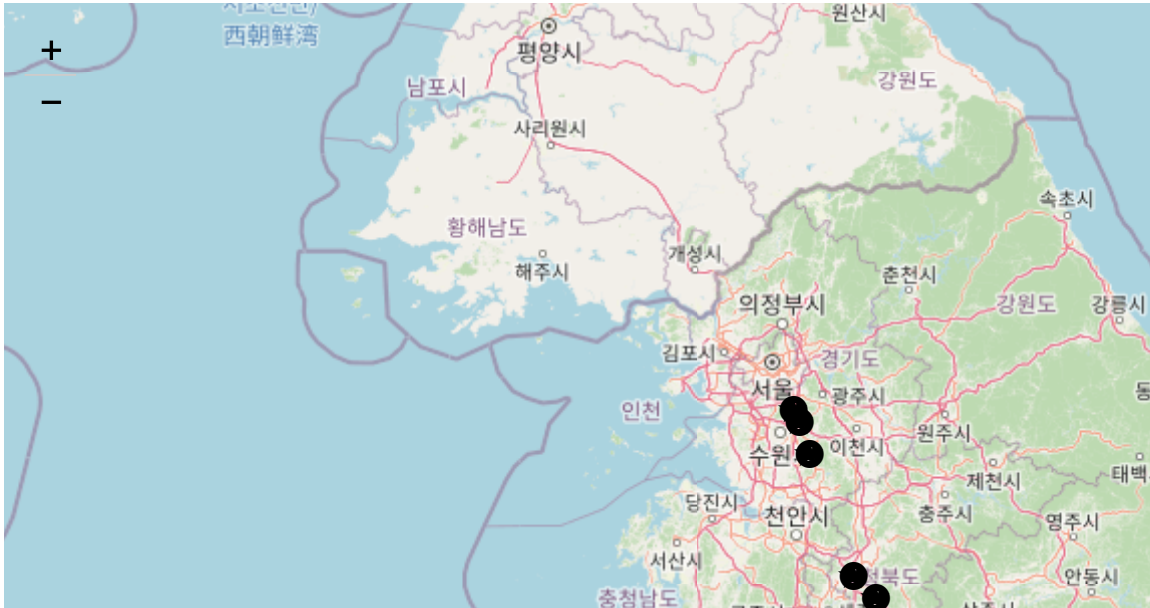 西朝鮮湾
원산시
평양시
강원도
남포시
사리원시
속초시
황해남도
개성시
해주시
춘천시
의정부시
강원도
강릉시
김포시
경기도
서울
광주시
인천
동
원주시
수원
이천시
제천시
태백
당진시
천안시
충주시
영주시
서산시
북도
안동시
충청남도